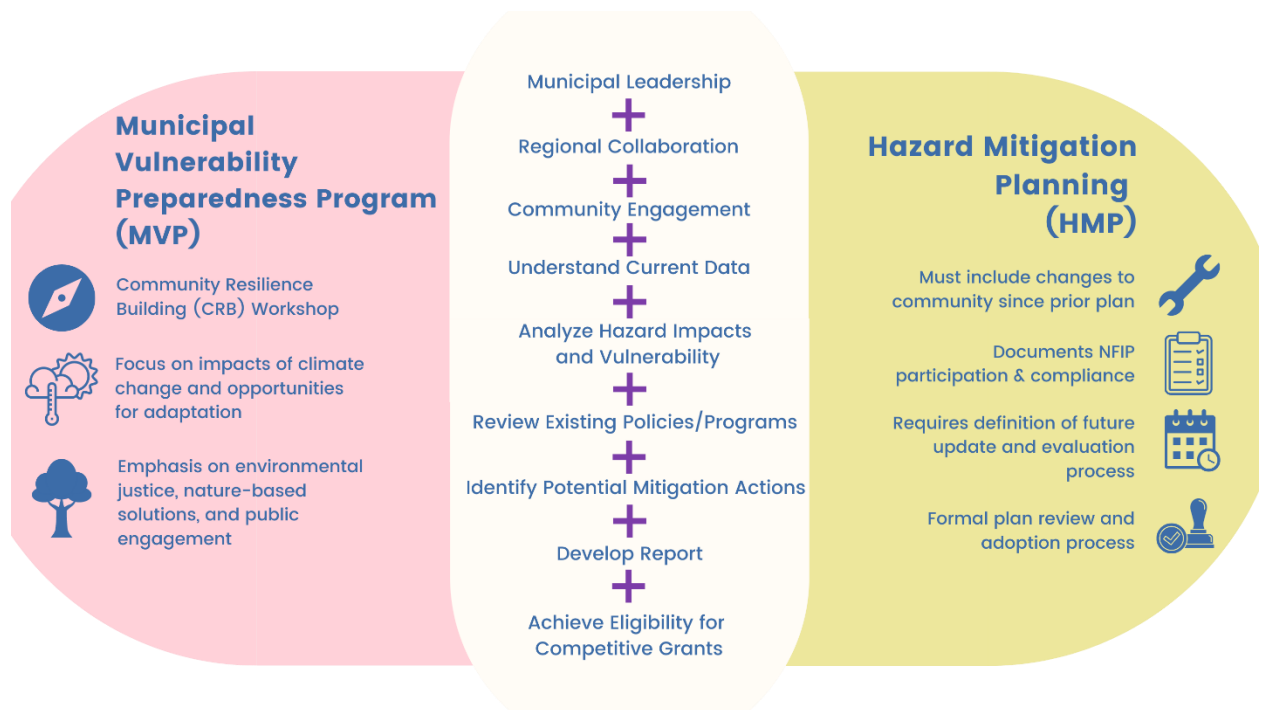 Municipal
Vulnerability
Preparedness Program
(MVP)
Community Resilience
Building (CRB) Workshop
Focus on impacts of climate
change and opportunities
for adaptation
Emphasis on environmental
justice, nature-based
solutions, and public
engagement
Municipal Leadership
+
Regional Collaboration
+
Community Engagement
+
Understand Current Data
+
Analyze Hazard Impacts
and Vulnerability
+
Review Existing Policies/Programs
+
Identify Potential Mitigation Actions
+
Develop Report
+
Achieve Eligibility for
Competitive Grants
Hazard Mitigation
Planning
(HMP)
Must include changes to
community since prior plan
Documents NFIP
participation & compliance
Requires definition of future
update and evaluation
process
Formal plan review and
adoption process